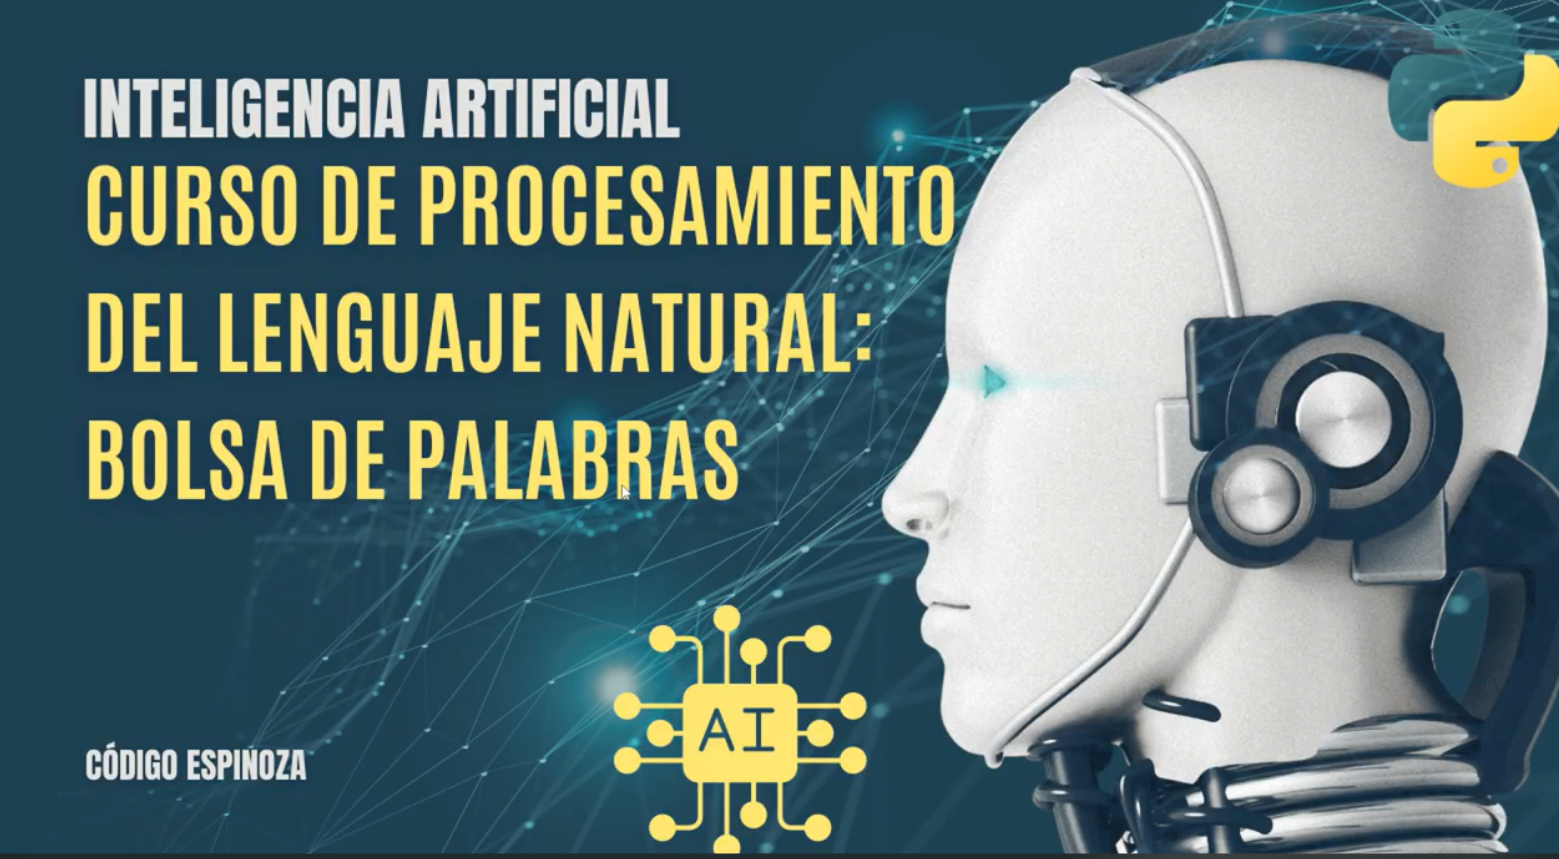 INTELIGENCIA ARTIFICIAL
CURSO DE PROCESAMIENTO
DEL LENGUAJE NATURAL:
BOLSA DE PALABRAS
AI
CÓDIGO ESPINOZA